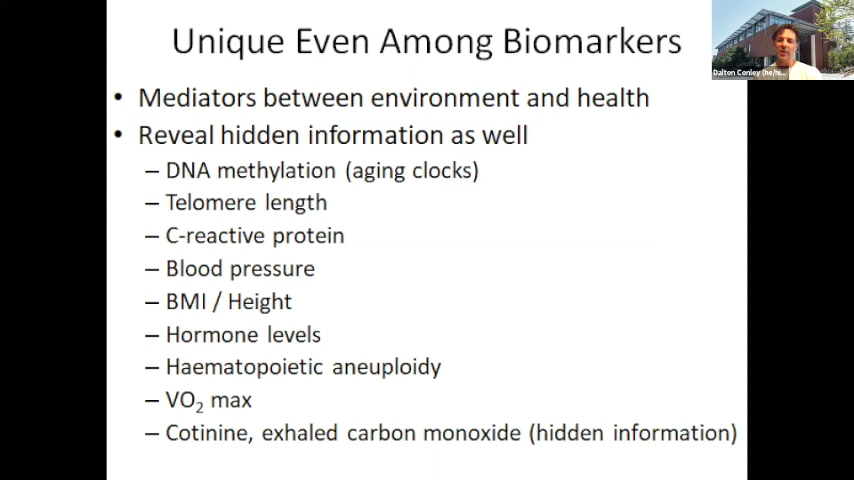 Unique Even Among Biomarkers
Dalton Conley (he/hi...
• Mediators between environment and health
• Reveal hidden information as well
– DNA methylation (aging clocks)
– Telomere length
– C-reactive protein
– Blood pressure
– BMI / Height
– Hormone levels
– Haematopoietic aneuploidy
– VO₂ max
– Cotinine, exhaled carbon monoxide (hidden information)